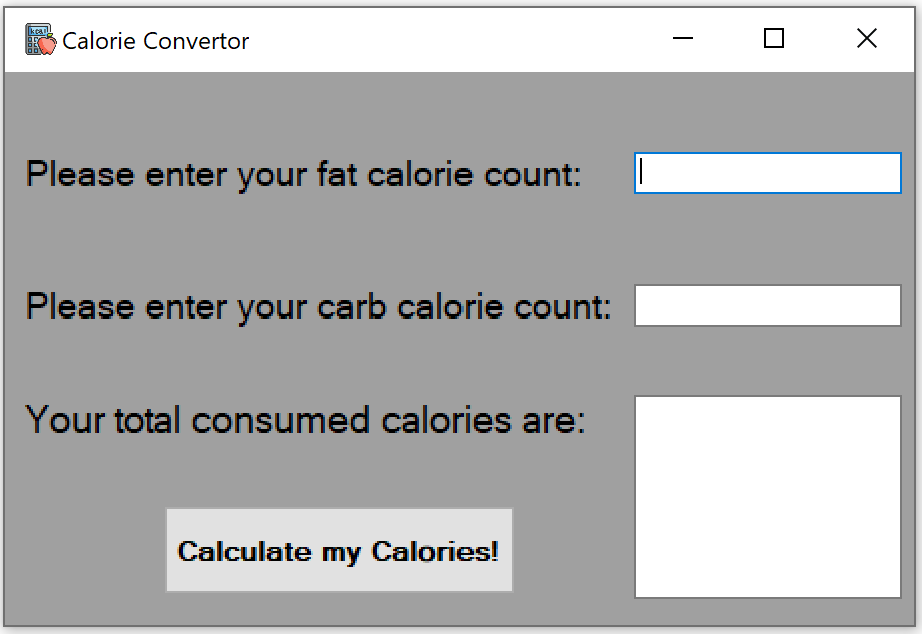 kcal
Calorie Convertor
Please enter your fat calorie count:
Please enter your carb calorie count:
Your total consumed calories are:
Calculate my Calories!